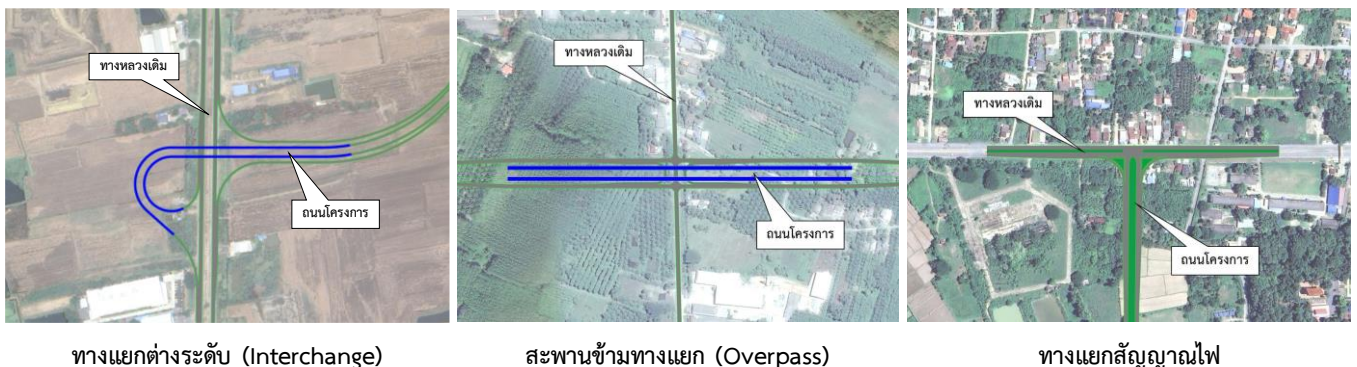 ทางหลวงเดิม
ถนนโครงการ
ทางแยกต่างระดับ (Interchange)
ทางหลวงเดิม
ถนนโครงการ
สะพานข้ามทางแยก (Overpass)
ทางหลวงเดิม
ถนนโครงการ
ทางแยกสัญญาณไฟ